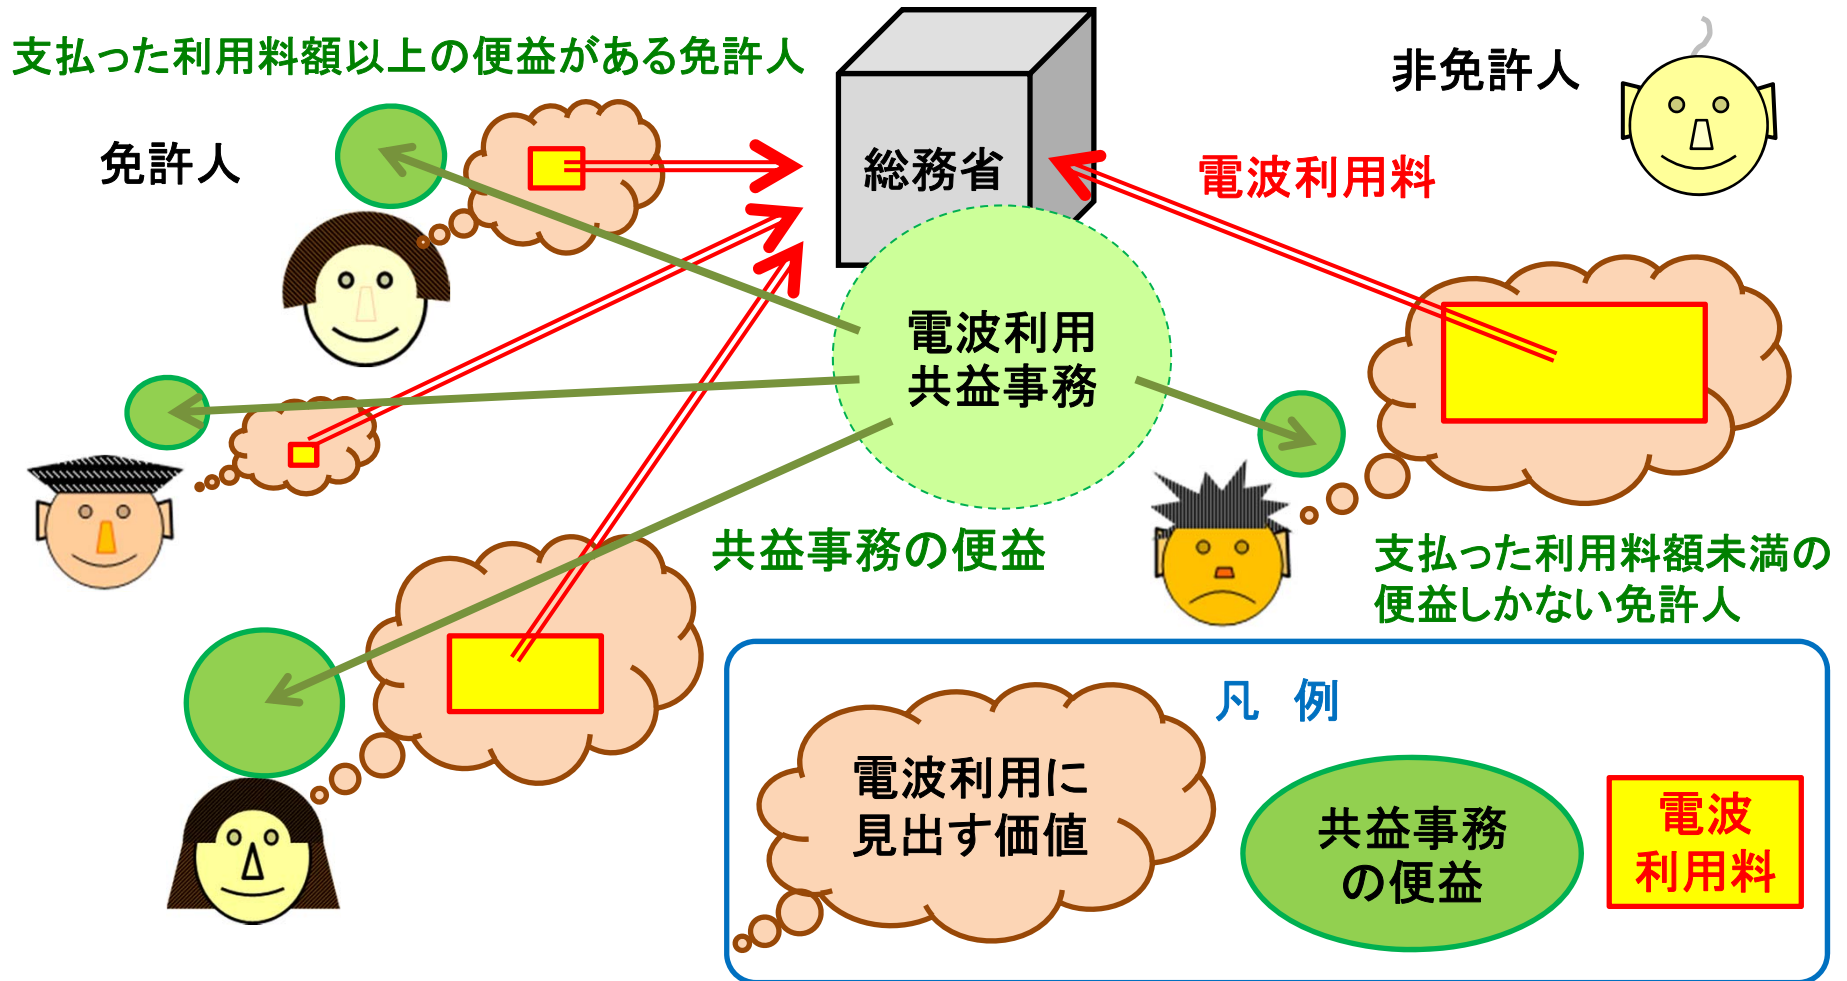 支払った利用料額以上の便益がある免許人
非免許人
免許人
総務省
電波利用料
電波利用
共益事務
共益事務の便益
支払った利用料額未満の
便益しかない免許人
凡 例
電波利用に
見出す価値
共益事務
の便益
電波
利用料